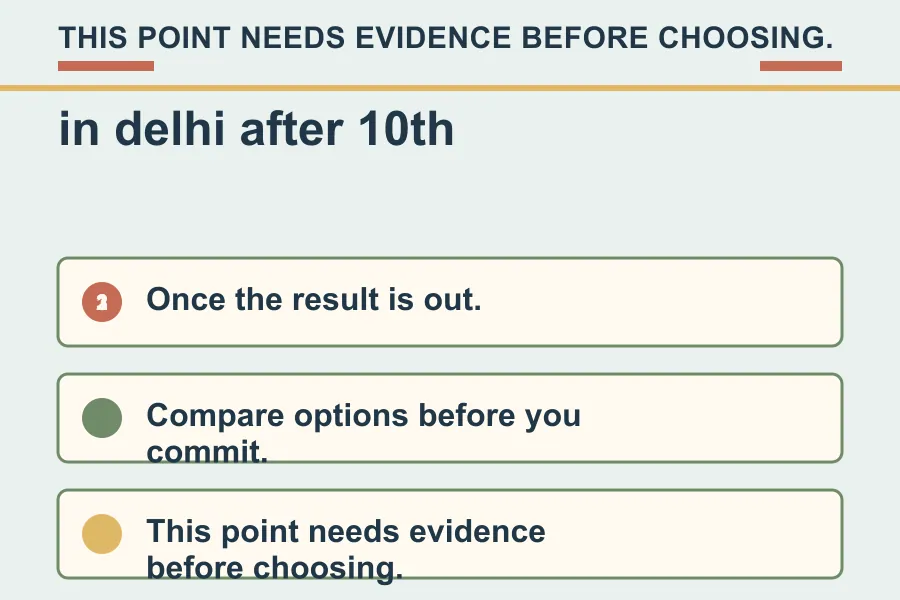 THIS POINT NEEDS EVIDENCE BEFORE CHOOSING.
in delhi after 10th
Once the result is out.
Compare options before you
commit.
This point needs evidence
before choosing.